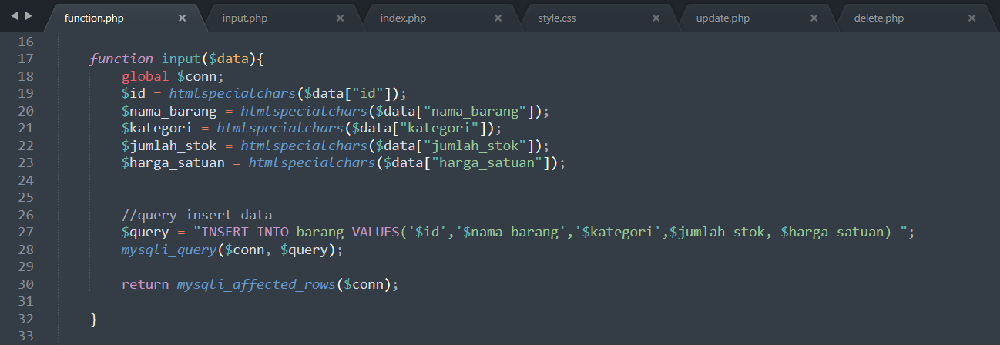 function.php × input.php × index.php × style.css × update.php × delete.php ×
16
17 function input($data){
18 global $conn;
19 $id = htmlspecialchars($data["id"]);
20 $nama_barang = htmlspecialchars($data["nama_barang"]);
21 $kategori = htmlspecialchars($data["kategori"]);
22 $jumlah_stok = htmlspecialchars($data["jumlah_stok"]);
23 $harga_satuan = htmlspecialchars($data["harga_satuan"]);
24
25
26 //query insert data
27 $query = "INSERT INTO barang VALUES('$id','$nama_barang','$kategori',$jumlah_stok, $harga_satuan) ";
28 mysqli_query($conn, $query);
29
30 return mysqli_affected_rows($conn);
31
32 }
33